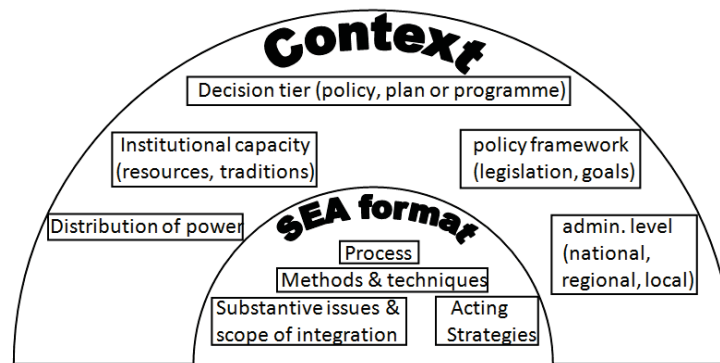 Context
Decision tier (policy, plan or programme)
Institutional capacity
(resources, traditions)
policy framework
(legislation, goals)
Distribution of power
admin. level
(national,
regional, local)
SEA format
Process
Methods & techniques
Substantive issues &
scope of integration
Acting
Strategies